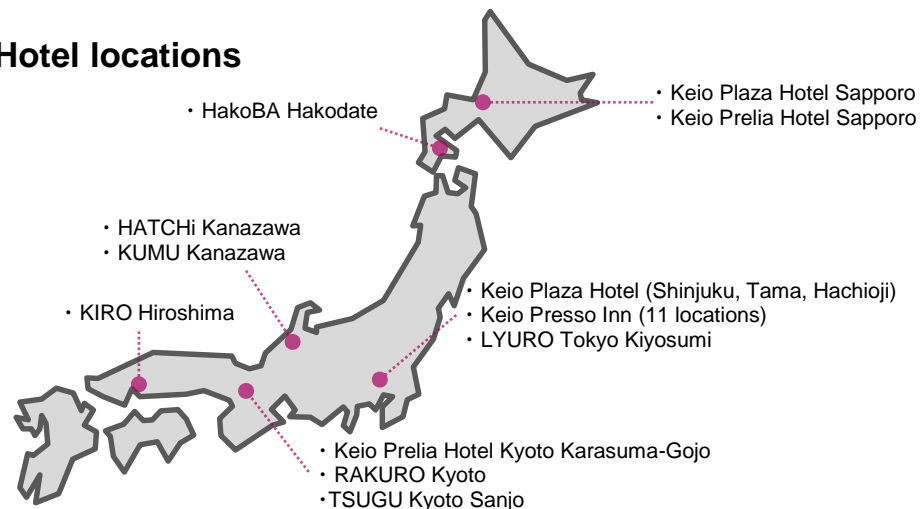 Hotel locations
・HakoBA Hakodate
・Keio Plaza Hotel Sapporo
・Keio Prelia Hotel Sapporo
・HATCHi Kanazawa
・KUMU Kanazawa
・KIRO Hiroshima
・Keio Plaza Hotel (Shinjuku, Tama, Hachioji)
・Keio Presso Inn (11 locations)
・LYURO Tokyo Kiyosumi
・Keio Prelia Hotel Kyoto Karasuma-Gojo
・RAKURO Kyoto
・TSUGU Kyoto Sanjo